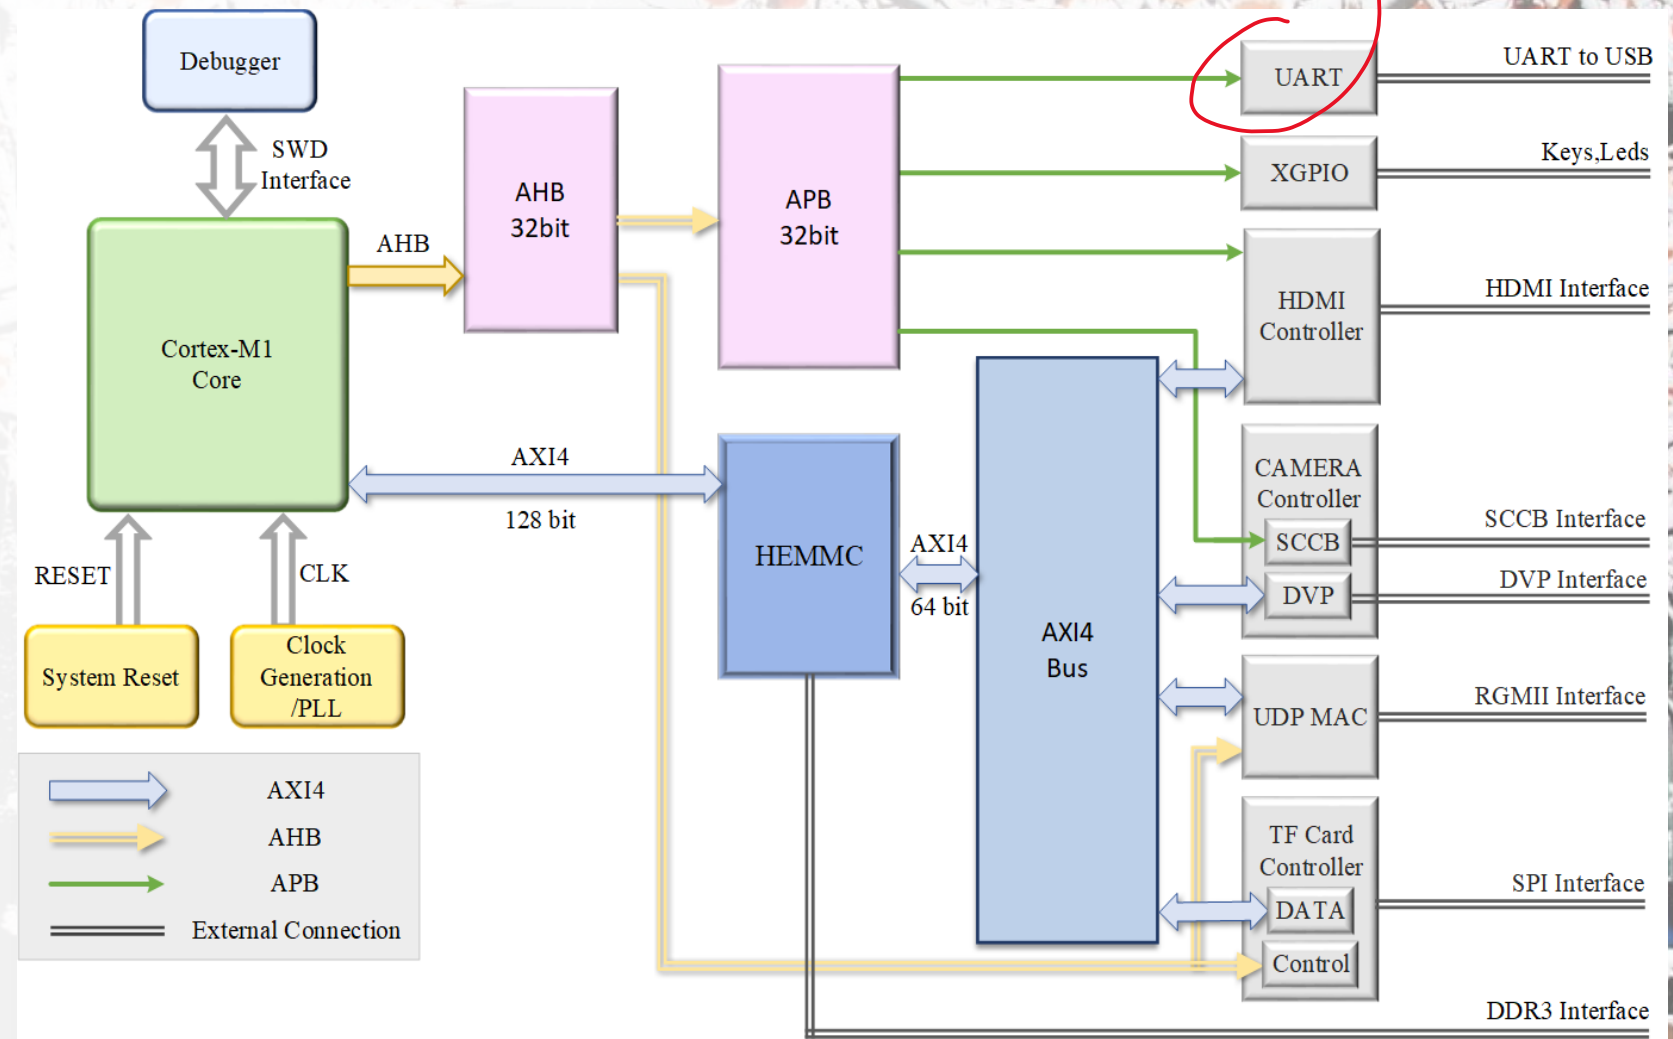 Debugger
SWD
Interface
AHB
Cortex-M1
Core
RESET
CLK
System Reset
Clock
Generation
/PLL
AHB
32bit
APB
32bit
AXI4
128 bit
HEMMC
AXI4
64 bit
AXI4
Bus
UART
UART to USB
XGPIO
Keys,Leds
HDMI
Controller
HDMI Interface
CAMERA
Controller
SCCB
SCCB Interface
DVP
DVP Interface
UDP MAC
RGMII Interface
TF Card
Controller
DATA
Control
SPI Interface
DDR3 Interface
AXI4
AHB
APB
External Connection